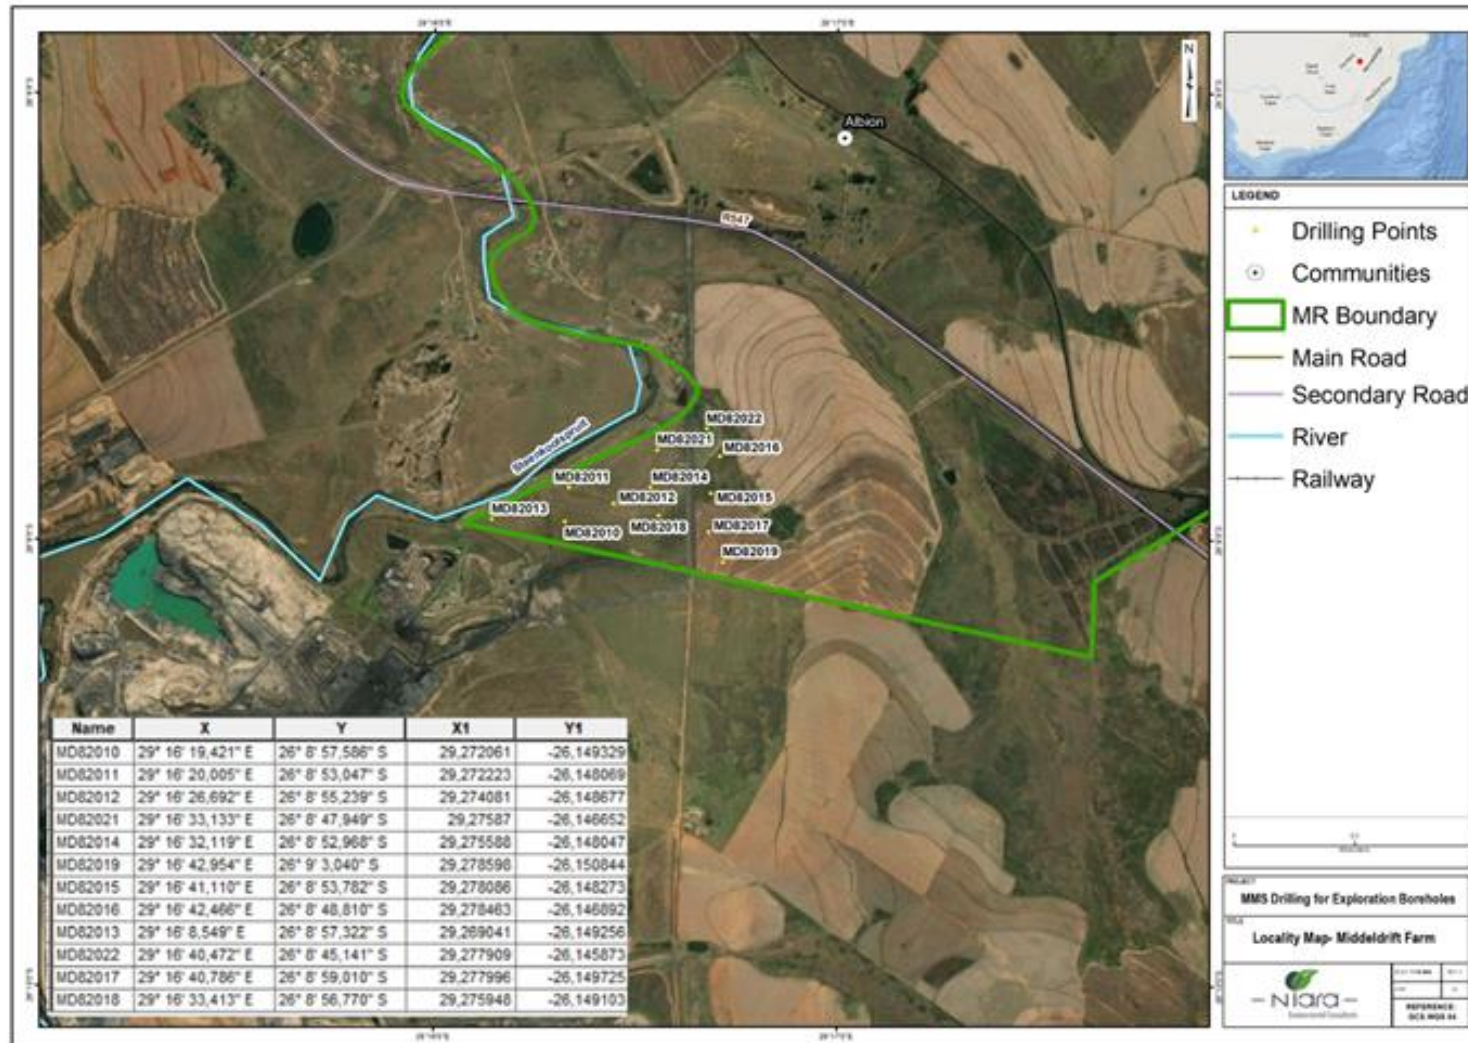 N
Albion
R547
Steenkoolspruit
MD82022
MD82021
MD82016
MD82011
MD82014
MD82012
MD82015
MD82013
MD82010
MD82018
MD82017
MD82019
Name X Y X1 Y1
MD82010 29° 16' 19,421" E 26° 8' 57,586" S 29,272061 -26,149329
MD82011 29° 16' 20,005" E 26° 8' 53,047" S 29,272223 -26,148069
MD82012 29° 16' 26,692" E 26° 8' 55,239" S 29,274081 -26,148677
MD82021 29° 16' 33,133" E 26° 8' 47,949" S 29,27587 -26,146652
MD82014 29° 16' 32,119" E 26° 8' 52,968" S 29,275588 -26,148047
MD82019 29° 16' 42,954" E 26° 9' 3,040" S 29,278598 -26,150844
MD82015 29° 16' 41,110" E 26° 8' 53,782" S 29,278086 -26,148273
MD82016 29° 16' 42,466" E 26° 8' 48,810" S 29,278463 -26,146892
MD82013 29° 16' 8,549" E 26° 8' 57,322" S 29,269041 -26,149256
MD82022 29° 16' 40,472" E 26° 8' 45,141" S 29,277909 -26,145873
MD82017 29° 16' 40,786" E 26° 8' 59,010" S 29,277996 -26,149725
MD82018 29° 16' 33,413" E 26° 8' 56,770" S 29,275948 -26,149103
LEGEND
Drilling Points
Communities
MR Boundary
Main Road
Secondary Road
River
Railway
PROJECT
MMS Drilling for Exploration Boreholes
TITLE
Locality Map- Middeldrift Farm
Niara
Environmental Consultants
REFERENCE: